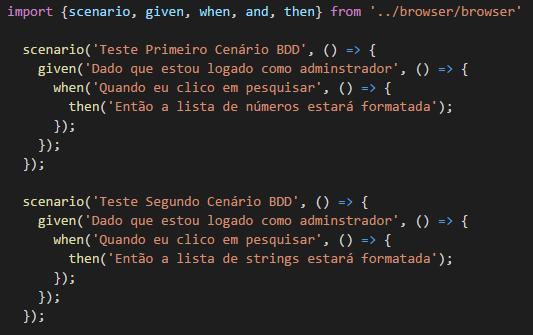 import {scenario, given, when, and, then} from '../browser/browser'
scenario('Teste Primeiro Cenário BDD', () => {
given('Dado que estou logado como adminstrador', () => {
when('Quando eu clico em pesquisar', () => {
then('Então a lista de números estará formatada');
});
});
});
scenario('Teste Segundo Cenário BDD', () => {
given('Dado que estou logado como adminstrador', () => {
when('Quando eu clico em pesquisar', () => {
then('Então a lista de strings estará formatada');
});
});
});